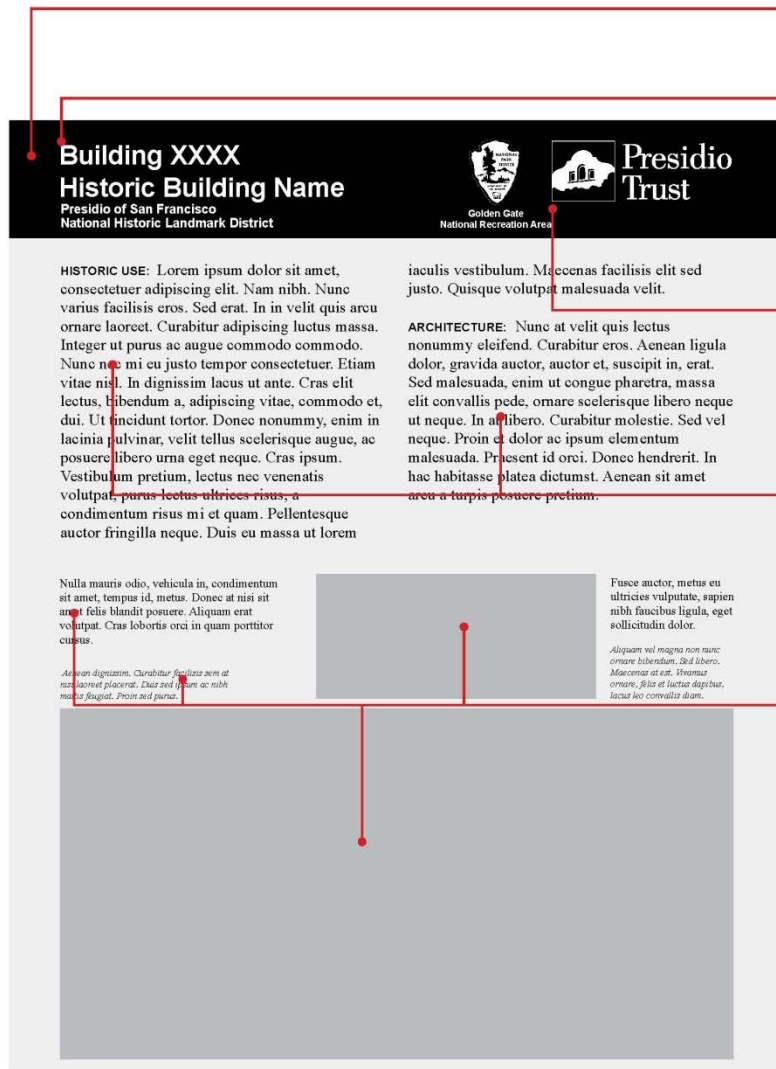 Building XXXX
Historic Building Name
Presidio of San Francisco
National Historic Landmark District
NATIONAL
PARK
SERVICE
Golden Gate
National Recreation Area
Presidio
Trust
HISTORIC USE: Lorem ipsum dolor sit amet,
consectetuer adipiscing elit. Nam nibh. Nunc
varius facilisis eros. Sed erat. In in velit quis arcu
ornare laoreet. Curabitur adipiscing luctus massa.
Integer ut purus ac augue commodo commodo.
Nunc nec mi eu justo tempor consectetuer. Etiam
vitae nisl. In dignissim lacus ut ante. Cras elit
lectus, bibendum a, adipiscing vitae, commodo et,
dui. Ut tincidunt tortor. Donec nonummy, enim in
lacinia pulvinar, velit tellus scelerisque augue, ac
posuere libero urna eget neque. Cras ipsum.
Vestibulum pretium, lectus nec venenatis
volutpat, purus lectus ultrices risus, a
condimentum risus mi et quam. Pellentesque
auctor fringilla neque. Duis eu massa ut lorem
iaculis vestibulum. Maecenas facilisis elit sed
justo. Quisque volutpat malesuada velit.
ARCHITECTURE: Nunc at velit quis lectus
nonummy eleifend. Curabitur eros. Aenean ligula
dolor, gravida auctor, auctor et, suscipit in, erat.
Sed malesuada, enim ut congue pharetra, massa
elit convallis pede, ornare scelerisque libero neque
ut neque. In at libero. Curabitur molestie. Sed vel
neque. Proin et dolor ac ipsum elementum
malesuada. Praesent id orci. Donec hendrerit. In
hac habitasse platea dictumst. Aenean sit amet
arcu a turpis posuere pretium.
Nulla mauris odio, vehicula in, condimentum
sit amet, tempus id, metus. Donec at nisi sit
amet felis blandit posuere. Aliquam erat
volutpat. Cras lobortis orci in quam porttitor
cursus.
Aenean dignissim. Curabitur facilisis sem at
nisi laoreet placerat. Duis sed ipsum ac nibh
mattis feugiat. Proin sed purus.
Fusce auctor, metus eu
ultricies vulputate, sapien
nibh faucibus ligula, eget
sollicitudin dolor.
Aliquam vel magna non nunc
ornare bibendum. Sed libero.
Maecenas at est. Vivamus
ornare, felis et luctus dapibus,
lacus leo convallis diam.